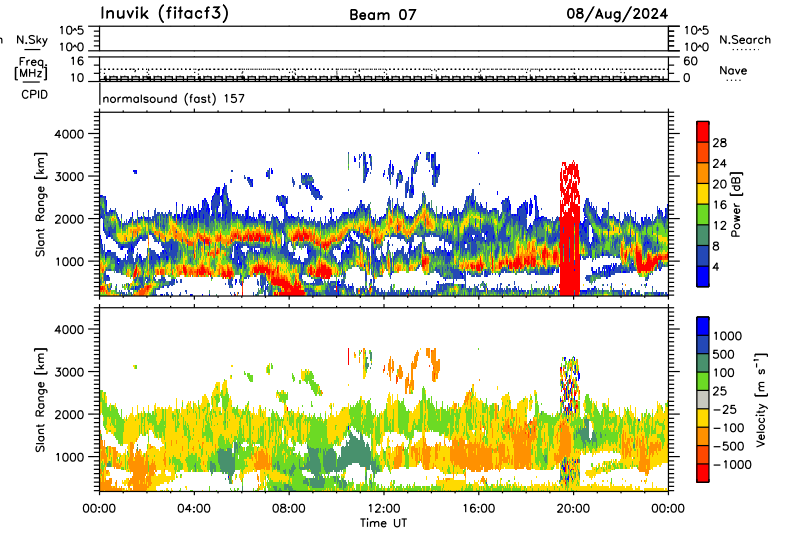 Inuvik (fitacf3) Beam 07 08/Aug/2024
n N.Sky 10^5 10^5 N.Search
10^0 10^0
Freq. 16 60 Nave
[MHz] 10 0
CPID normalsound (fast) 157
Slant Range [km]
4000
3000
2000
1000
28
24
20
16
12
8
4
Power [dB]
Slant Range [km]
4000
3000
2000
1000
1000
500
100
25
-25
-100
-500
-1000
Velocity [m s⁻¹]
00:00 04:00 08:00 12:00 16:00 20:00 00:00
Time UT